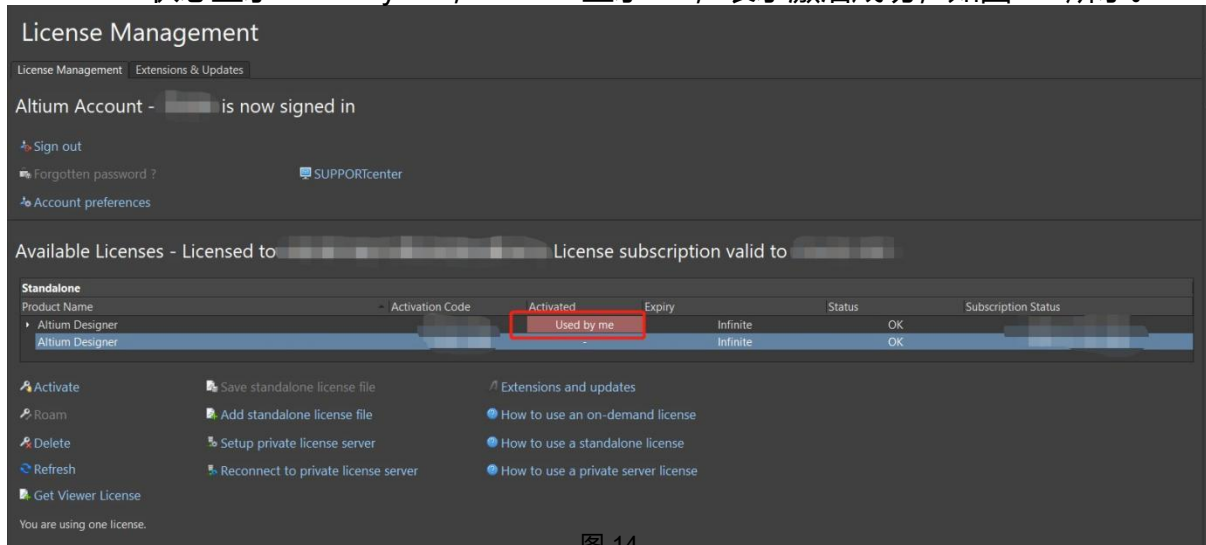 License Management
License Management Extensions & Updates
Altium Account - is now signed in
Sign out
Forgotten password ? SUPPORTcenter
Account preferences
Available Licenses - Licensed to License subscription valid to
Standalone
Product Name Activation Code Activated Expiry Status Subscription Status
Altium Designer Used by me Infinite OK
Altium Designer - Infinite OK
Activate Save standalone license file Extensions and updates
Roam Add standalone license file How to use an on-demand license
Delete Setup private license server How to use a standalone license
Refresh Reconnect to private license server How to use a private server license
Get Viewer License
You are using one license.
图 14